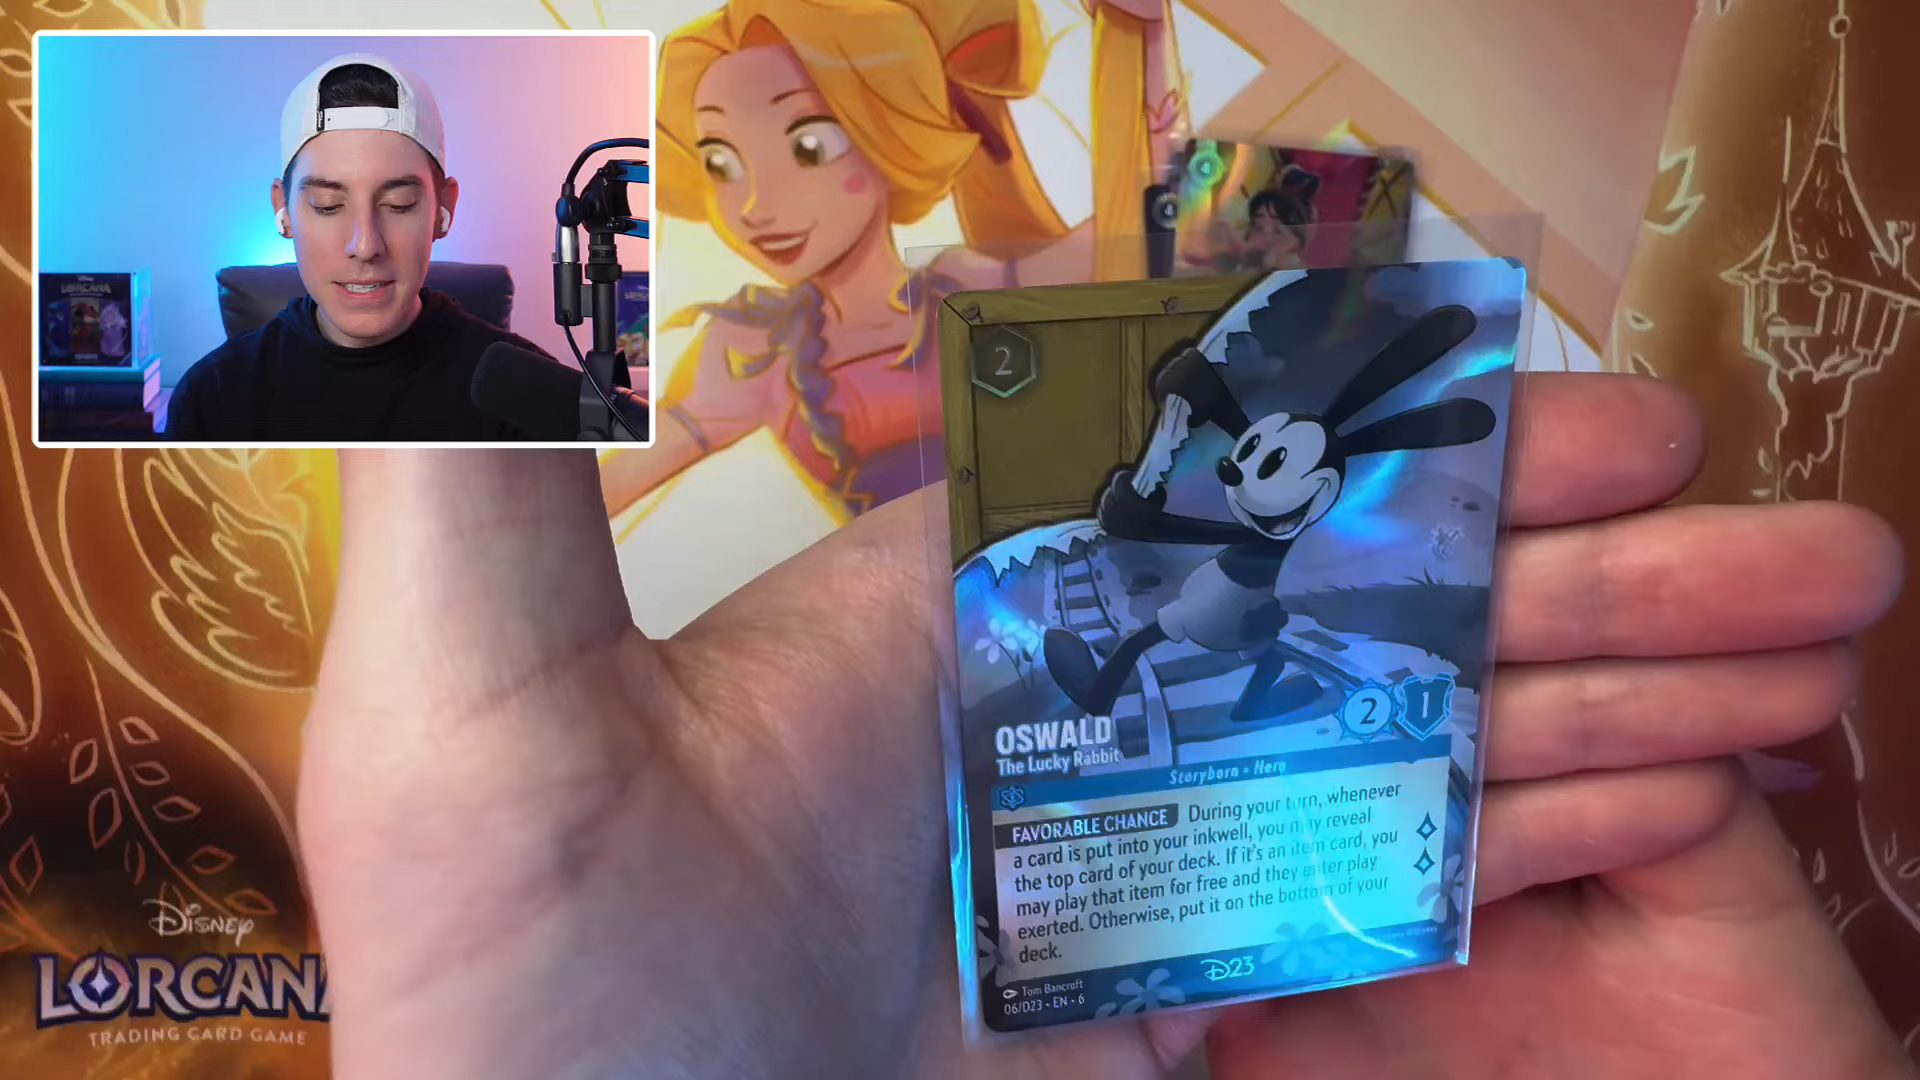 LORCANA
4
4
2
OSWALD
The Lucky Rabbit
2 1
Storyborn • Hero
FAVORABLE CHANCE During your turn, whenever
a card is put into your inkwell, you may reveal
the top card of your deck. If it's an item card, you
may play that item for free and they enter play
exerted. Otherwise, put it on the bottom of your
deck.
D23
Tom Bancroft
06/D23 • EN • 6
Disney
LORCANA
TRADING CARD GAME